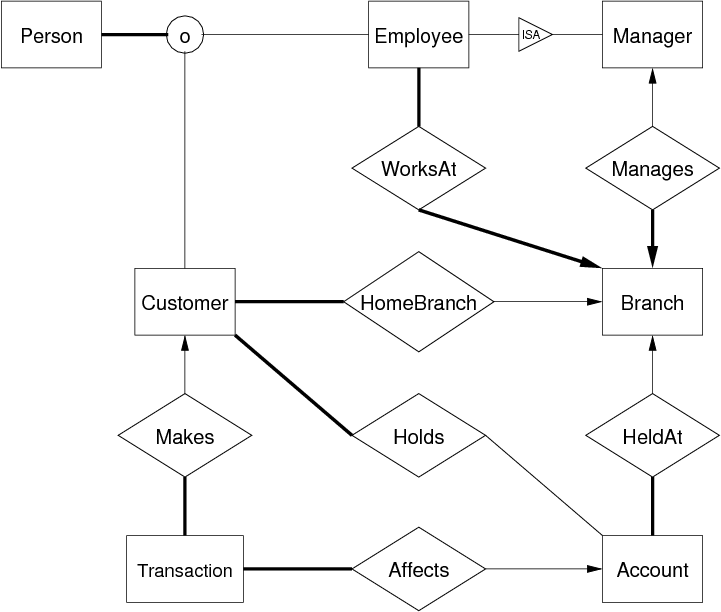 Person
o
Employee
ISA
Manager
WorksAt
Manages
Customer
HomeBranch
Branch
Makes
Holds
HeldAt
Transaction
Affects
Account